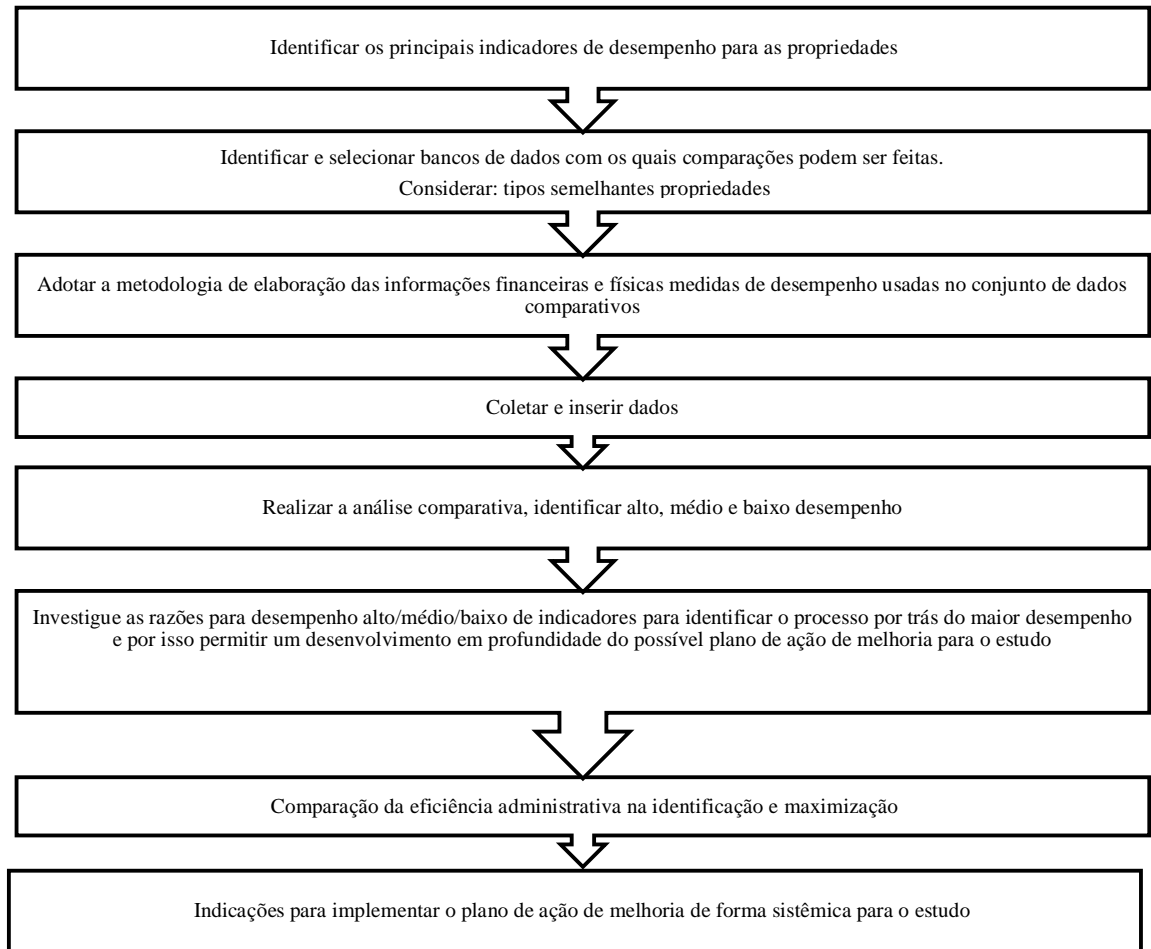 Identificar os principais indicadores de desempenho para as propriedades
Identificar e selecionar bancos de dados com os quais comparações podem ser feitas.
Considerar: tipos semelhantes propriedades
Adotar a metodologia de elaboração das informações financeiras e físicas medidas de desempenho usadas no conjunto de dados
comparativos
Coletar e inserir dados
Realizar a análise comparativa, identificar alto, médio e baixo desempenho
Investigue as razões para desempenho alto/médio/baixo de indicadores para identificar o processo por trás do maior desempenho
e por isso permitir um desenvolvimento em profundidade do possível plano de ação de melhoria para o estudo
Comparação da eficiência administrativa na identificação e maximização
Indicações para implementar o plano de ação de melhoria de forma sistêmica para o estudo